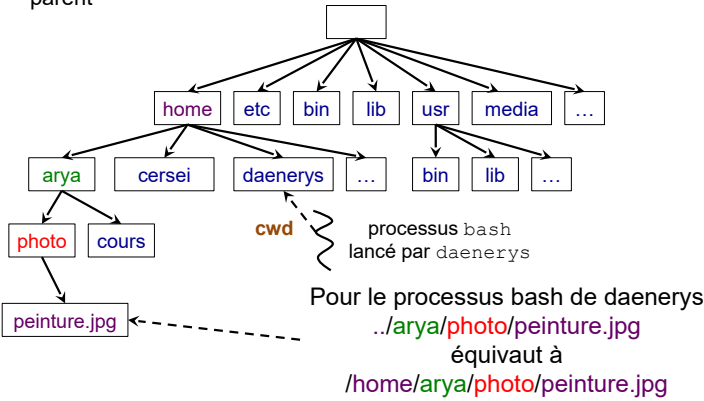 parent
home etc bin lib usr media ...
arya cersei daenerys ... bin lib ...
photo cours cwd processus bash
lancé par daenerys
peinture.jpg
Pour le processus bash de daenerys
../arya/photo/peinture.jpg
équivaut à
/home/arya/photo/peinture.jpg